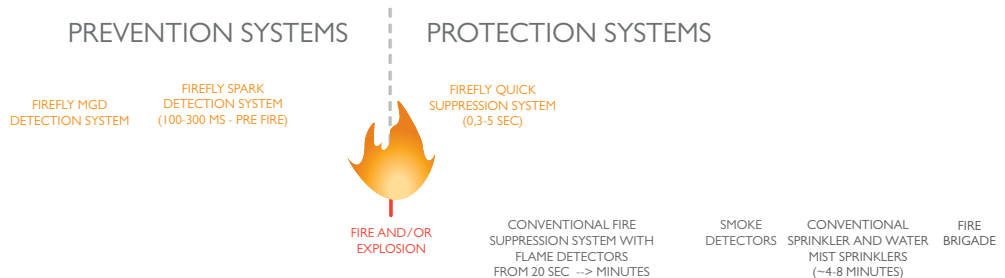 PREVENTION SYSTEMS
PROTECTION SYSTEMS
FIREFLY MGD
DETECTION SYSTEM
FIREFLY SPARK
DETECTION SYSTEM
(100-300 MS - PRE FIRE)
FIREFLY QUICK
SUPPRESSION SYSTEM
(0,3-5 SEC)
FIRE AND/OR
EXPLOSION
CONVENTIONAL FIRE
SUPPRESSION SYSTEM WITH
FLAME DETECTORS
FROM 20 SEC --> MINUTES
SMOKE
DETECTORS
CONVENTIONAL
SPRINKLER AND WATER
MIST SPRINKLERS
(~4-8 MINUTES)
FIRE
BRIGADE